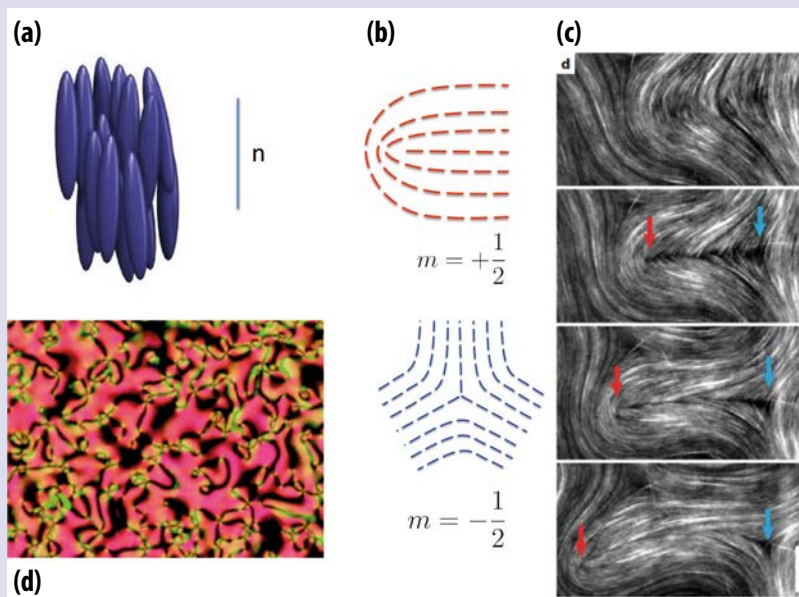 (a)
(b)
(c)
n
d
m = +1/2
m = −1/2
(d)